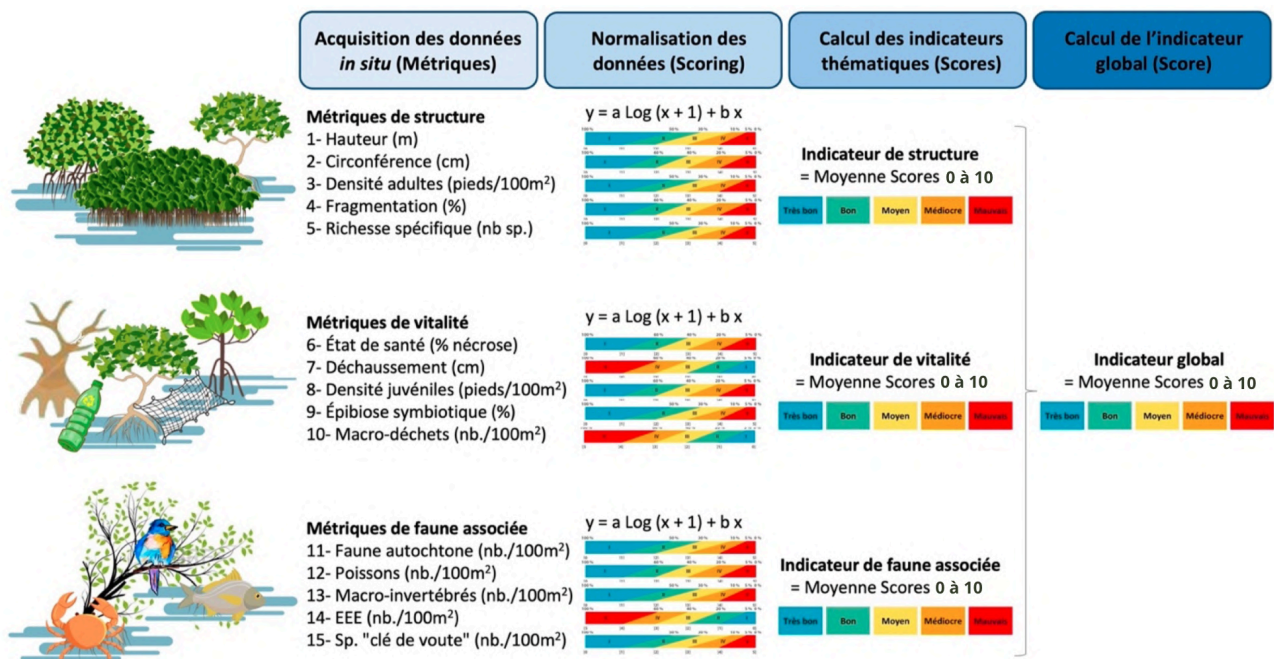 Acquisition des données
in situ (Métriques)
Normalisation des
données (Scoring)
Calcul des indicateurs
thématiques (Scores)
Calcul de l'indicateur
global (Score)
Métriques de structure
1- Hauteur (m)
2- Circonférence (cm)
3- Densité adultes (pieds/100m²)
4- Fragmentation (%)
5- Richesse spécifique (nb sp.)
y = a Log (x + 1) + b x
Indicateur de structure
= Moyenne Scores 0 à 10
Très bon Bon Moyen Médiocre Mauvais
Métriques de vitalité
6- État de santé (% nécrose)
7- Déchaussement (cm)
8- Densité juvéniles (pieds/100m²)
9- Épibiose symbiotique (%)
10- Macro-déchets (nb./100m²)
y = a Log (x + 1) + b x
Indicateur de vitalité
= Moyenne Scores 0 à 10
Très bon Bon Moyen Médiocre Mauvais
Indicateur global
= Moyenne Scores 0 à 10
Très bon Bon Moyen Médiocre Mauvais
Métriques de faune associée
11- Faune autochtone (nb./100m²)
12- Poissons (nb./100m²)
13- Macro-invertébrés (nb./100m²)
14- EEE (nb./100m²)
15- Sp. "clé de voute" (nb./100m²)
y = a Log (x + 1) + b x
Indicateur de faune associée
= Moyenne Scores 0 à 10
Très bon Bon Moyen Médiocre Mauvais